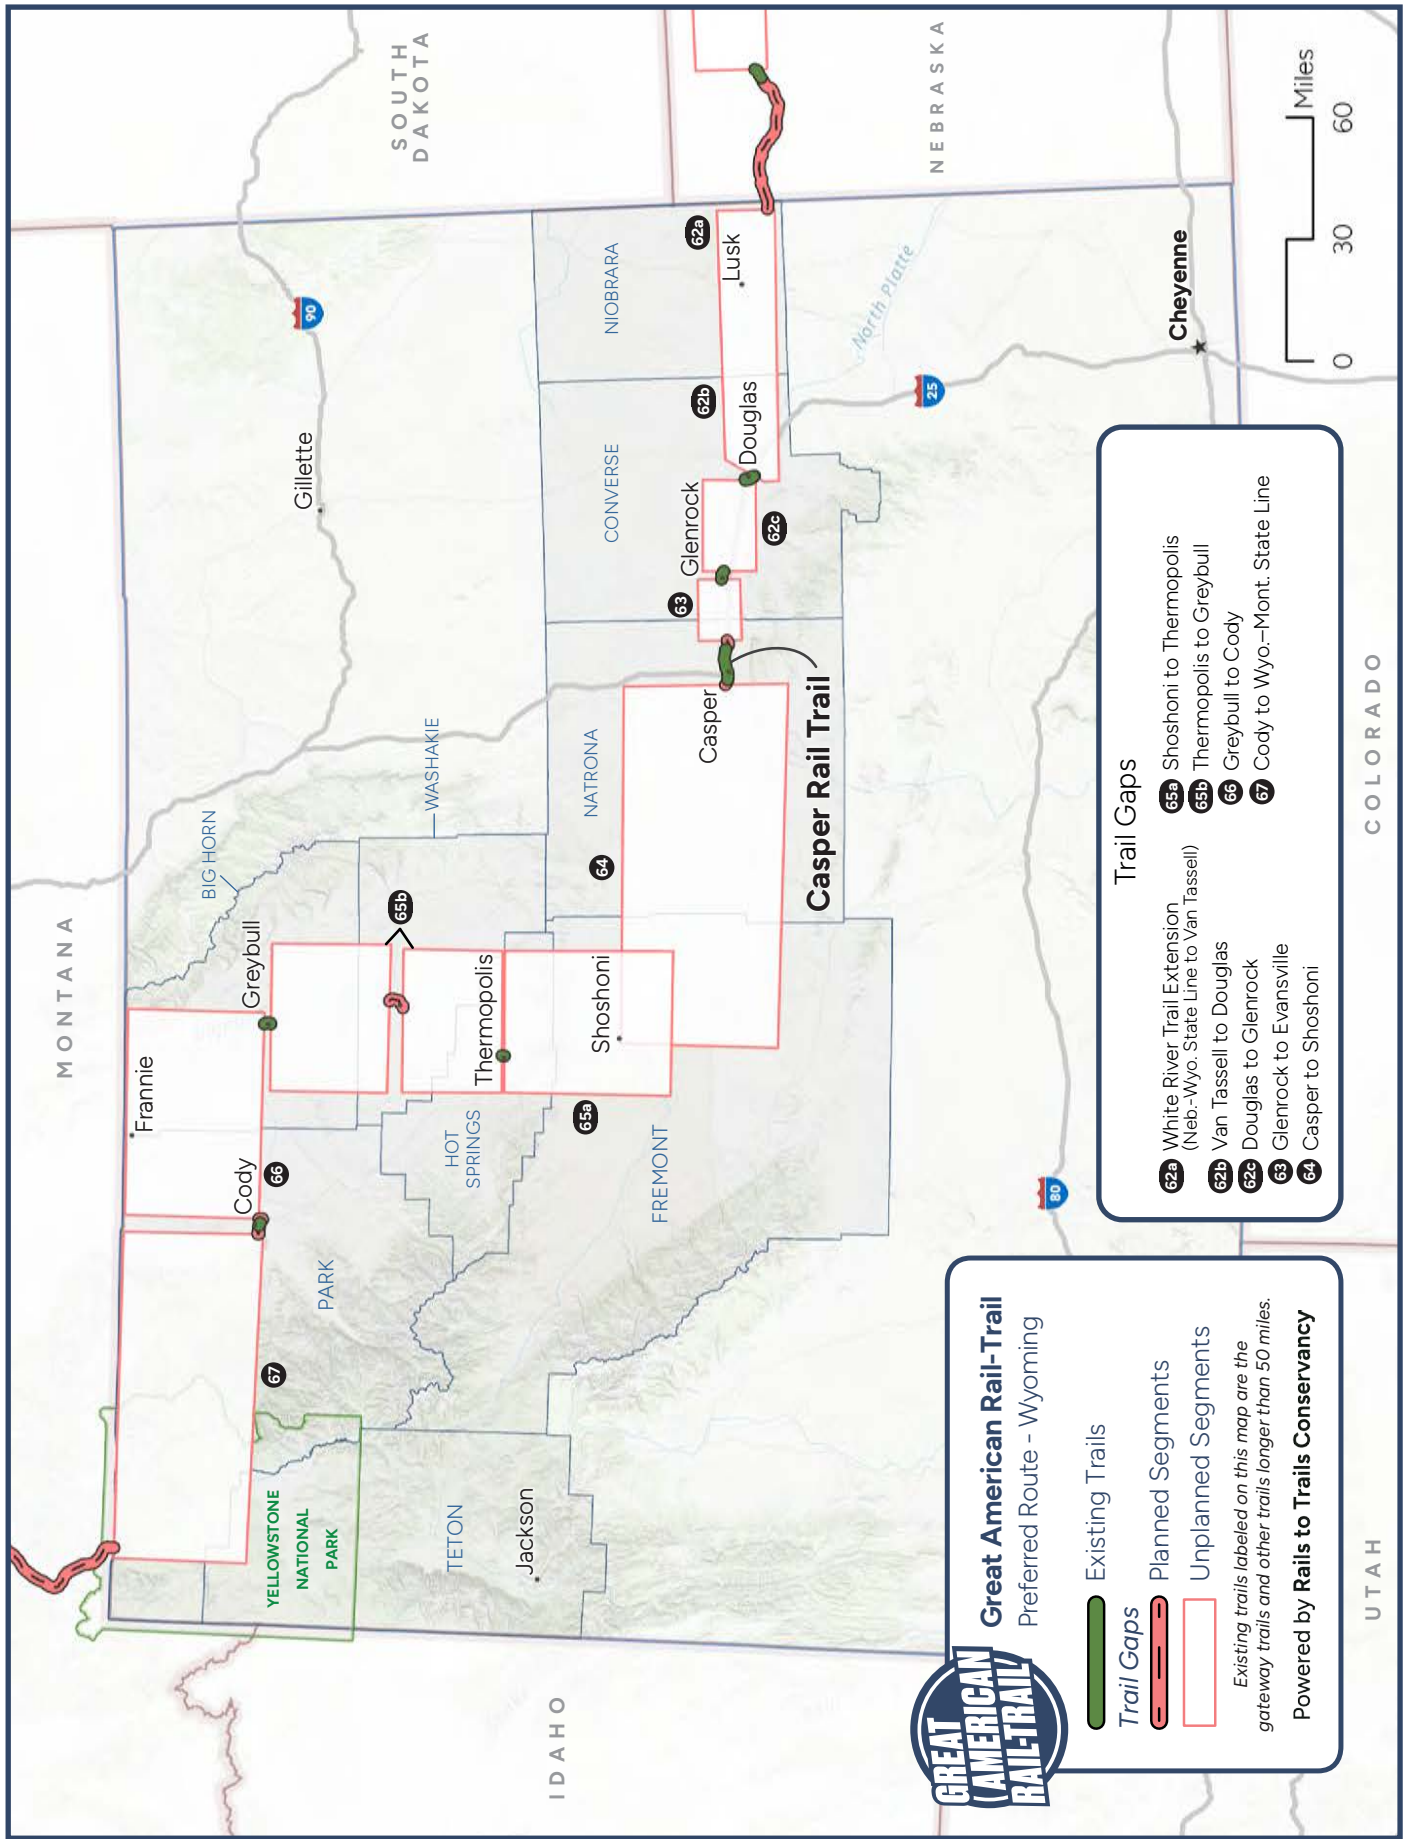 MONTANA
SOUTH
DAKOTA
NEBRASKA
COLORADO
UTAH
IDAHO
YELLOWSTONE
NATIONAL
PARK
TETON
Jackson
PARK
67
Cody
66
Frannie
Greybull
BIG HORN
WASHAKIE
65b
HOT
SPRINGS
Thermopolis
65a
Shoshoni
FREMONT
64
NATRONA
Casper
Casper Rail Trail
63
Glenrock
62c
CONVERSE
Douglas
62b
NIOBRARA
62a
Lusk
Gillette
90
25
80
North Platte
Cheyenne
0
30
60
Miles
GREAT
AMERICAN
RAIL-TRAIL
Great American Rail-Trail
Preferred Route - Wyoming
Existing Trails
Trail Gaps
Planned Segments
Unplanned Segments
Existing trails labeled on this map are the
gateway trails and other trails longer than 50 miles.
Powered by Rails to Trails Conservancy
Trail Gaps
62a White River Trail Extension
(Neb.-Wyo. State Line to Van Tassell)
62b Van Tassell to Douglas
62c Douglas to Glenrock
63 Glenrock to Evansville
64 Casper to Shoshoni
65a Shoshoni to Thermopolis
65b Thermopolis to Greybull
66 Greybull to Cody
67 Cody to Wyo.–Mont. State Line